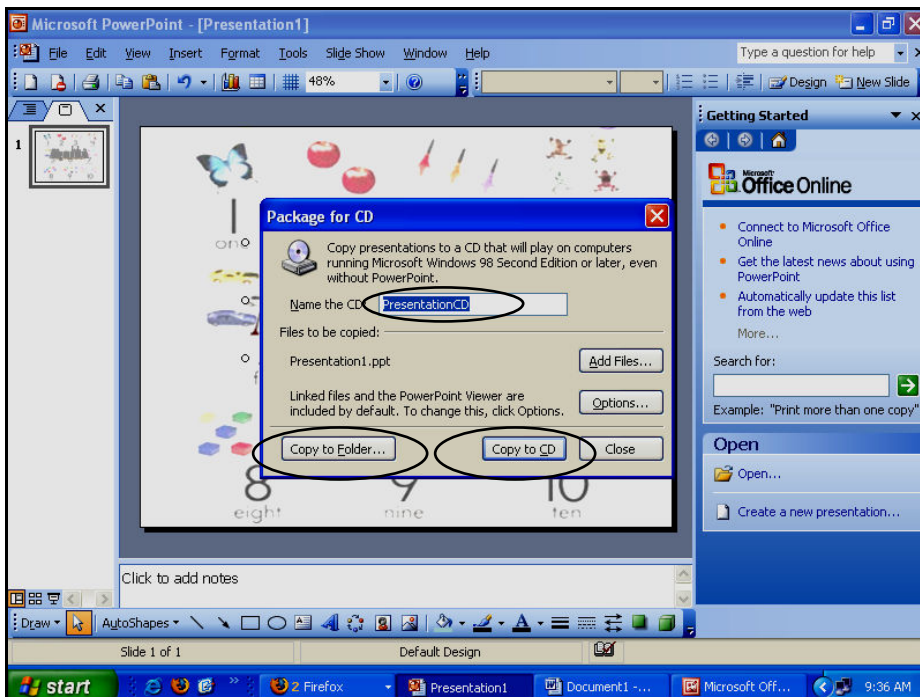 Microsoft PowerPoint - [Presentation1]
File Edit View Insert Format Tools Slide Show Window Help
Type a question for help
48%
Design New Slide
Getting Started
1
Microsoft
Office Online
Connect to Microsoft Office
Online
Get the latest news about using
PowerPoint
Automatically update this list
from the web
More...
Search for:
Example: "Print more than one copy"
Open
Open...
Create a new presentation...
Package for CD
Copy presentations to a CD that will play on computers
running Microsoft Windows 98 Second Edition or later, even
without PowerPoint.
Name the CD: PresentationCD
Files to be copied:
Presentation1.ppt
Add Files...
Linked files and the PowerPoint Viewer are
included by default. To change this, click Options.
Options...
Copy to Folder... Copy to CD Close
one
8 9 10
eight nine ten
Click to add notes
Draw AutoShapes
Slide 1 of 1 Default Design
start 2 Firefox Presentation1 Document1 -... Microsoft Off... 9:36 AM